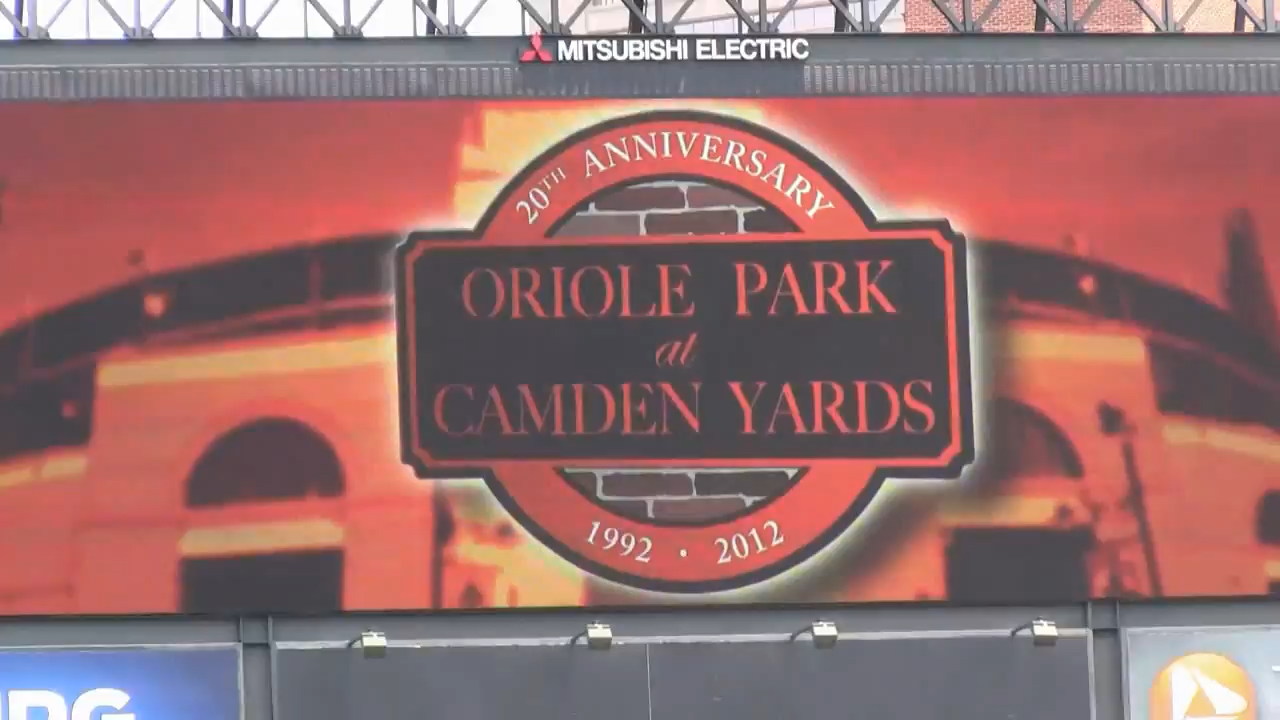 MITSUBISHI ELECTRIC
20TH ANNIVERSARY
ORIOLE PARK
at
CAMDEN YARDS
1992 • 2012